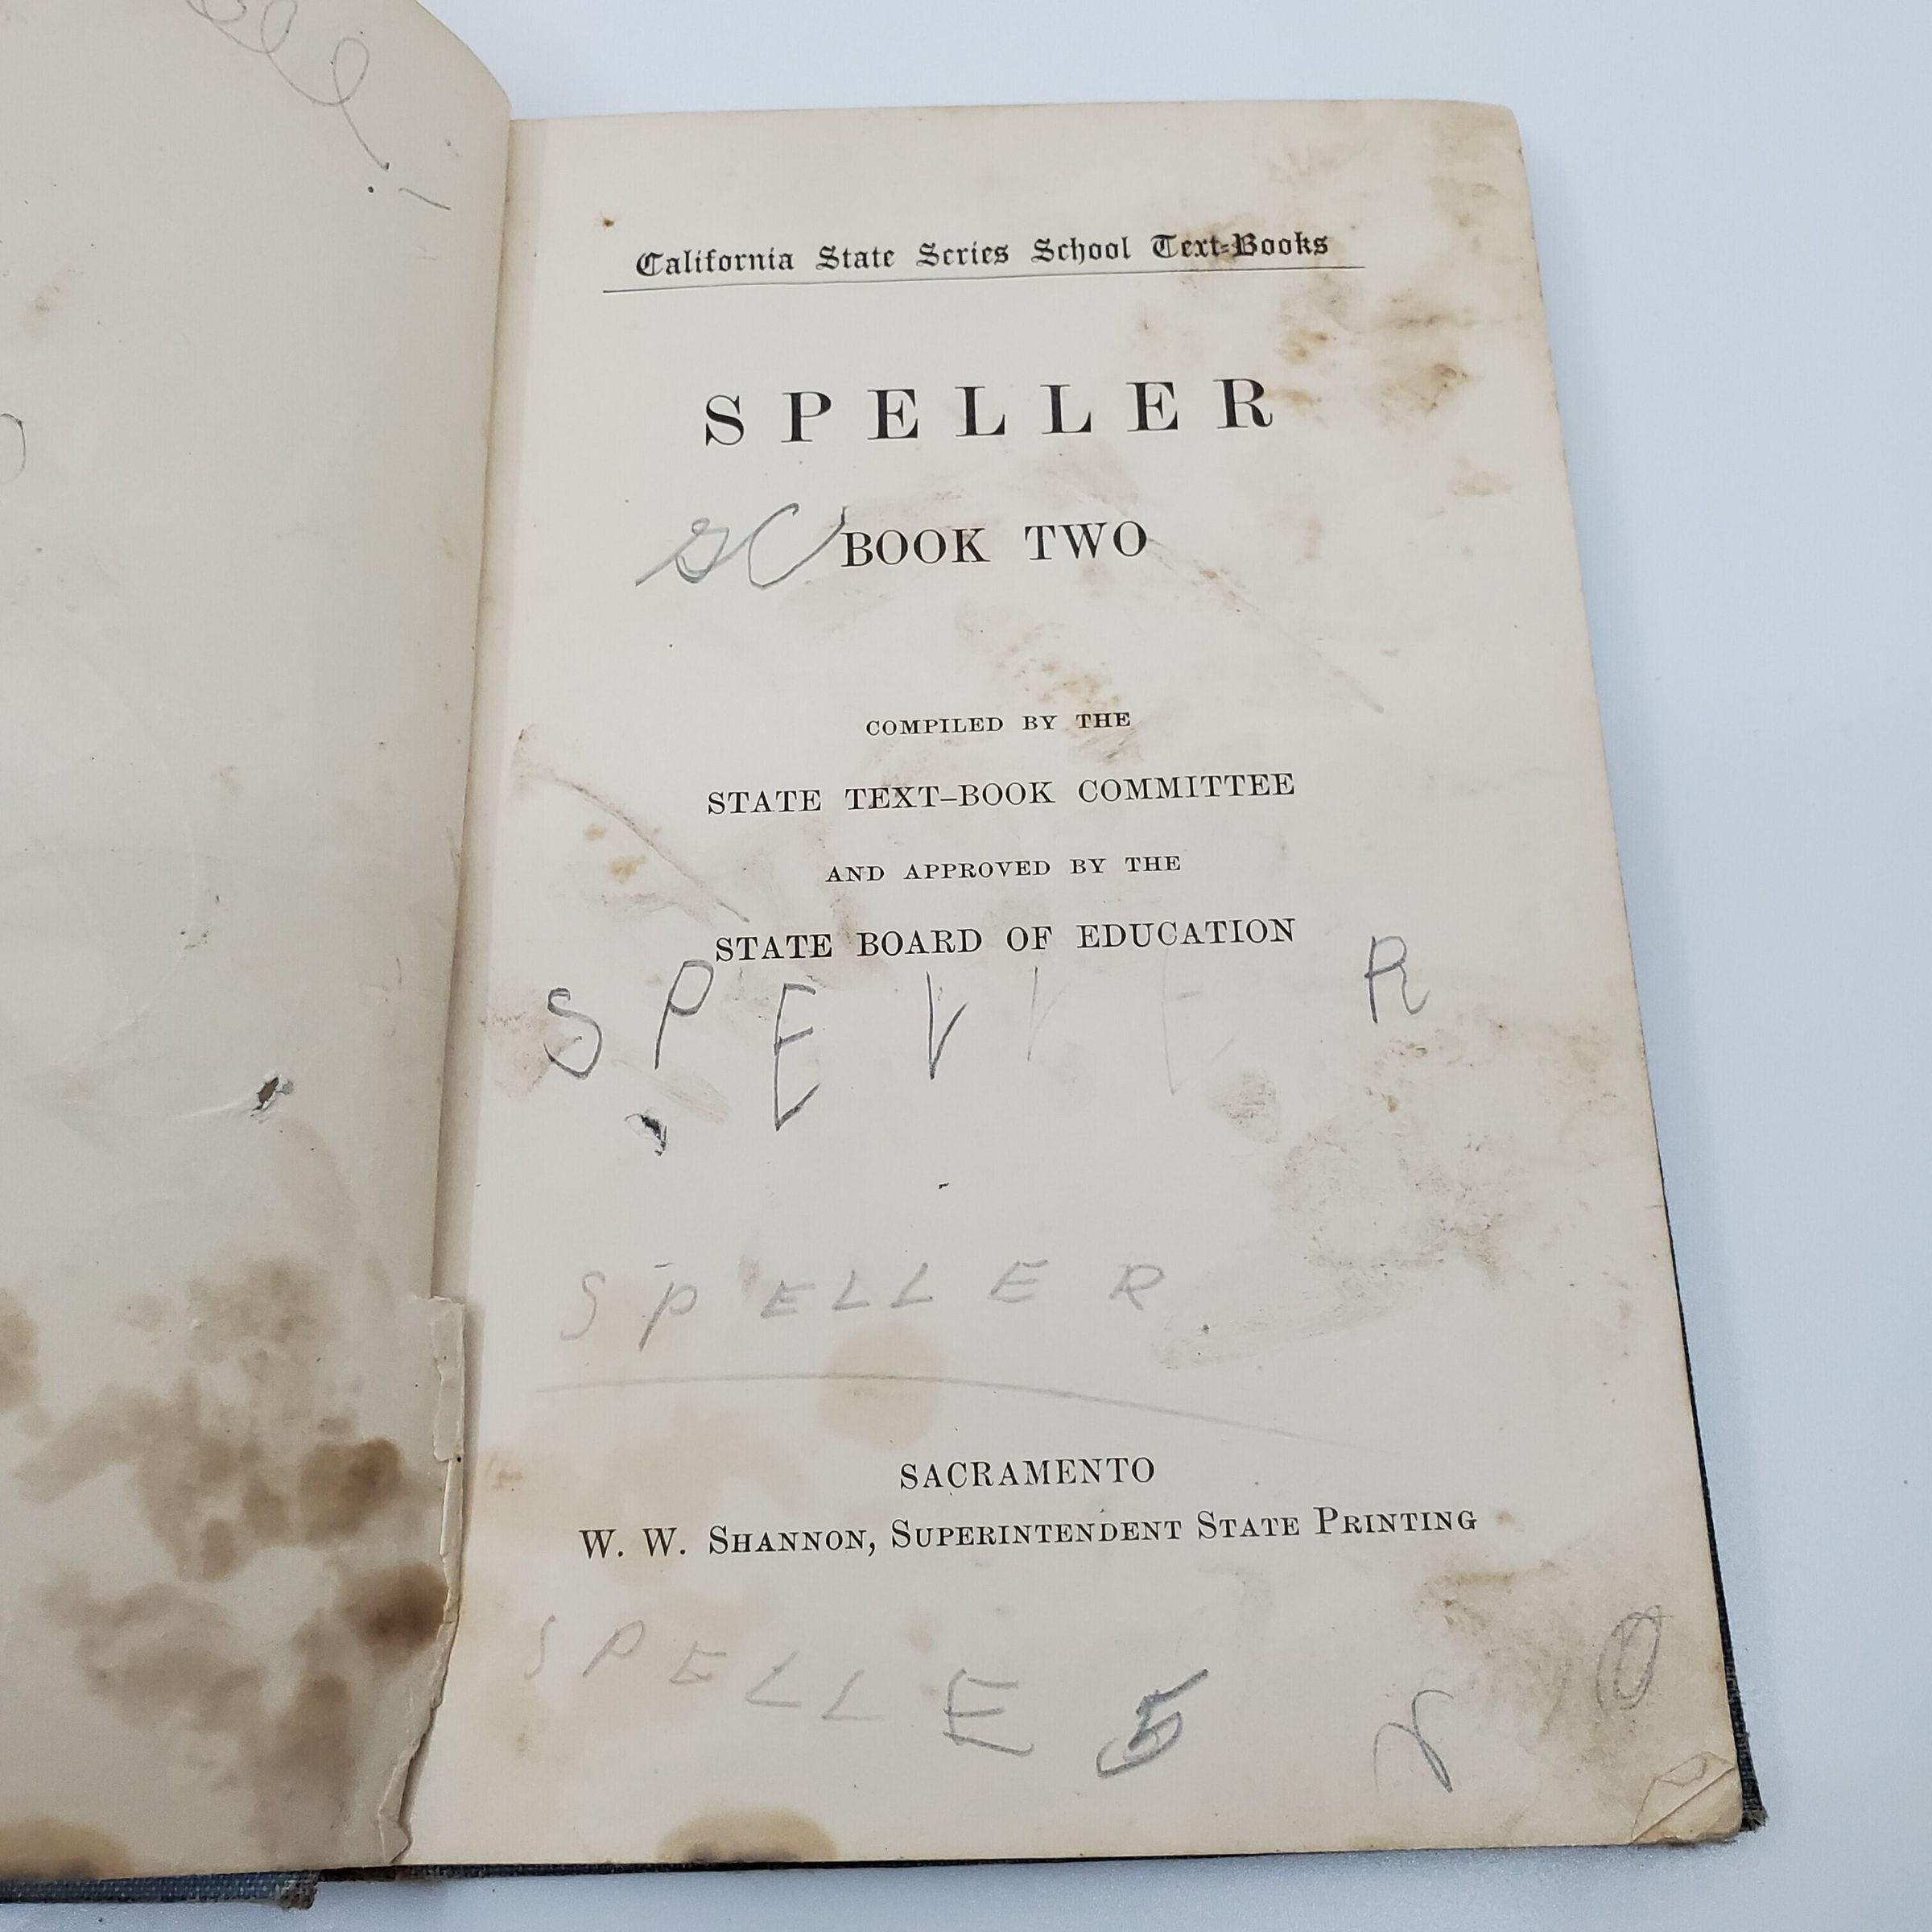 California State Series School Text-Books
SPELLER
BOOK TWO
COMPILED BY THE
STATE TEXT–BOOK COMMITTEE
AND APPROVED BY THE
STATE BOARD OF EDUCATION
SPELLER
SACRAMENTO
W. W. SHANNON, SUPERINTENDENT STATE PRINTING
SPELLE